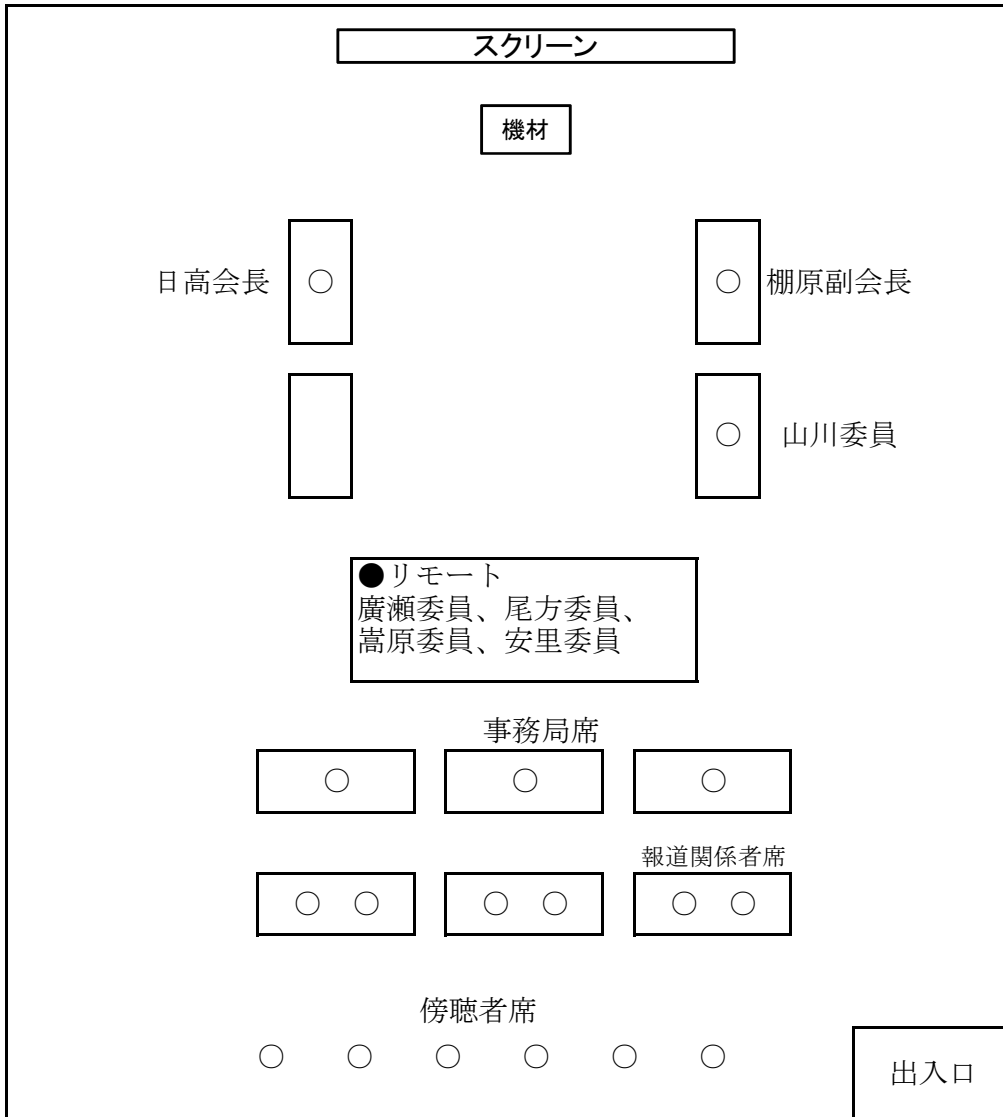 スクリーン
機材
日高会長 ○
○ 棚原副会長
○ 山川委員
●リモート
廣瀬委員、尾方委員、
嵩原委員、安里委員
事務局席
○ ○ ○
報道関係者席
○ ○ ○ ○ ○ ○
傍聴者席
○ ○ ○ ○ ○ ○
出入口